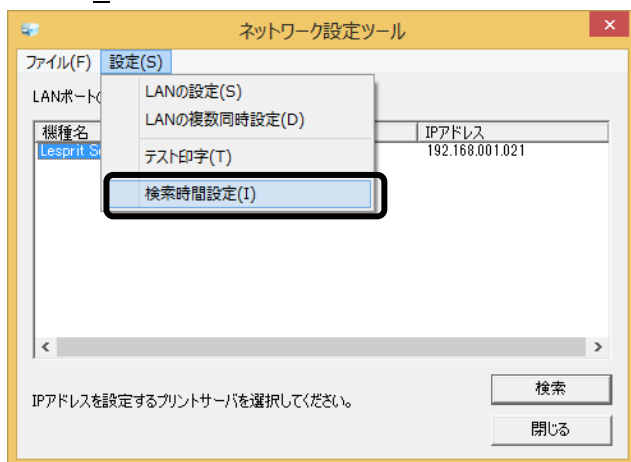 ネットワーク設定ツール
ファイル(F) 設定(S)
LANポート(
LANの設定(S)
LANの複数同時設定(D)
テスト印字(T)
検索時間設定(I)
機種名 IPアドレス
Lesprit S 192.168.001.021
IPアドレスを設定するプリントサーバを選択してください。
検索
閉じる